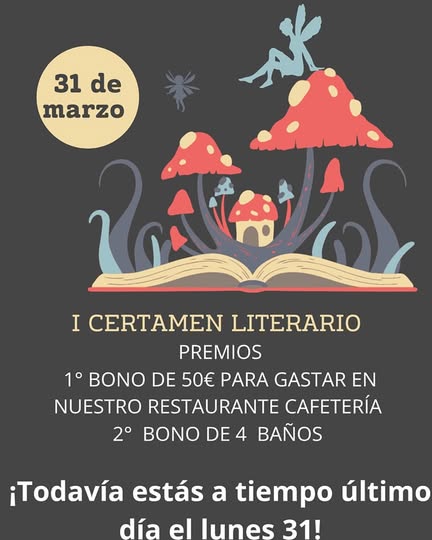 31 de
marzo
I CERTAMEN LITERARIO
PREMIOS
1° BONO DE 50€ PARA GASTAR EN
NUESTRO RESTAURANTE CAFETERÍA
2° BONO DE 4 BAÑOS
¡Todavía estás a tiempo último
día el lunes 31!